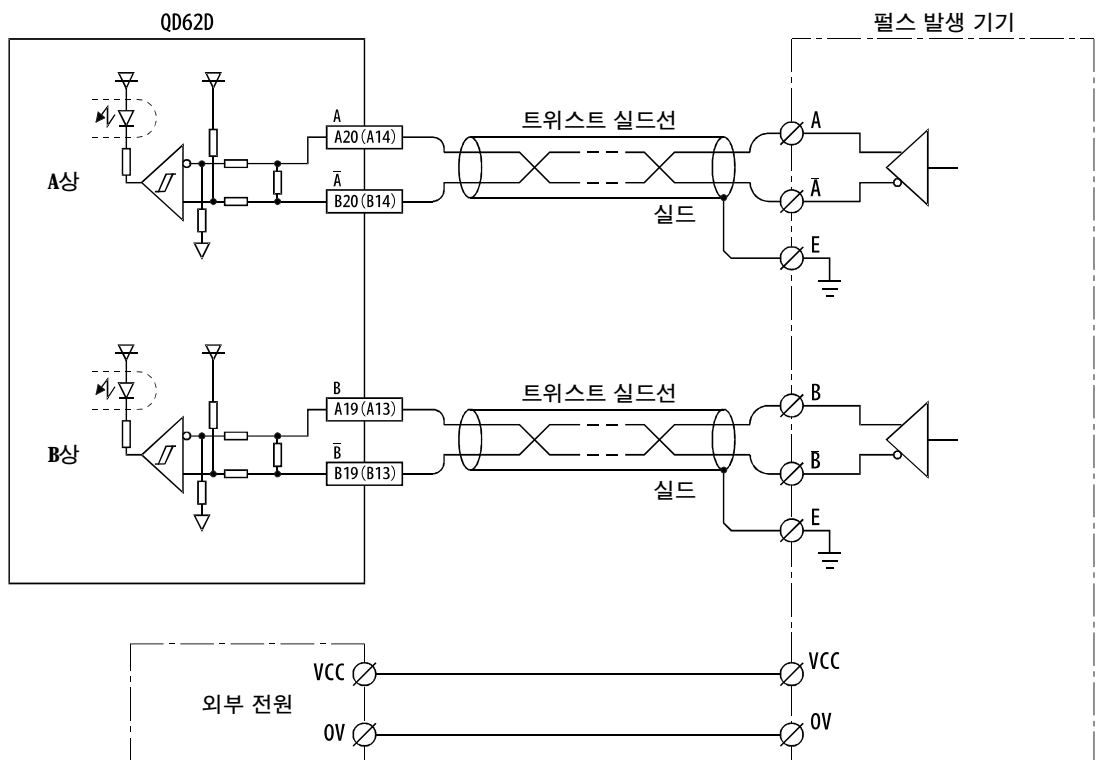 QD62D
펄스 발생 기기
A
A20(A14)
트위스트 실드선
A
A상
A̅
B20(B14)
실드
A̅
E
B
A19(A13)
트위스트 실드선
B
B상
B̅
B19(B13)
실드
B̅
E
VCC
VCC
외부 전원
0V
0V